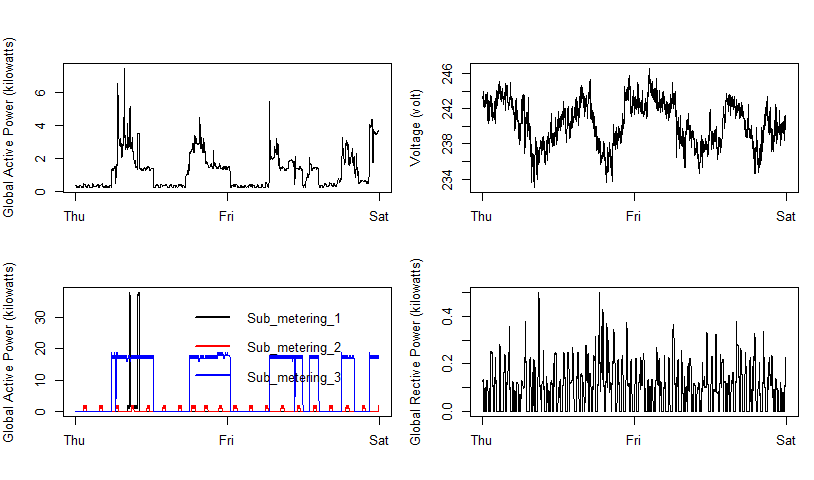 Global Active Power (kilowatts)
6
4
2
0
Thu
Fri
Sat
Voltage (volt)
246
242
238
234
Thu
Fri
Sat
Global Active Power (kilowatts)
30
20
10
0
Sub_metering_1
Sub_metering_2
Sub_metering_3
Thu
Fri
Sat
Global Rective Power (kilowatts)
0.4
0.2
0.0
Thu
Fri
Sat